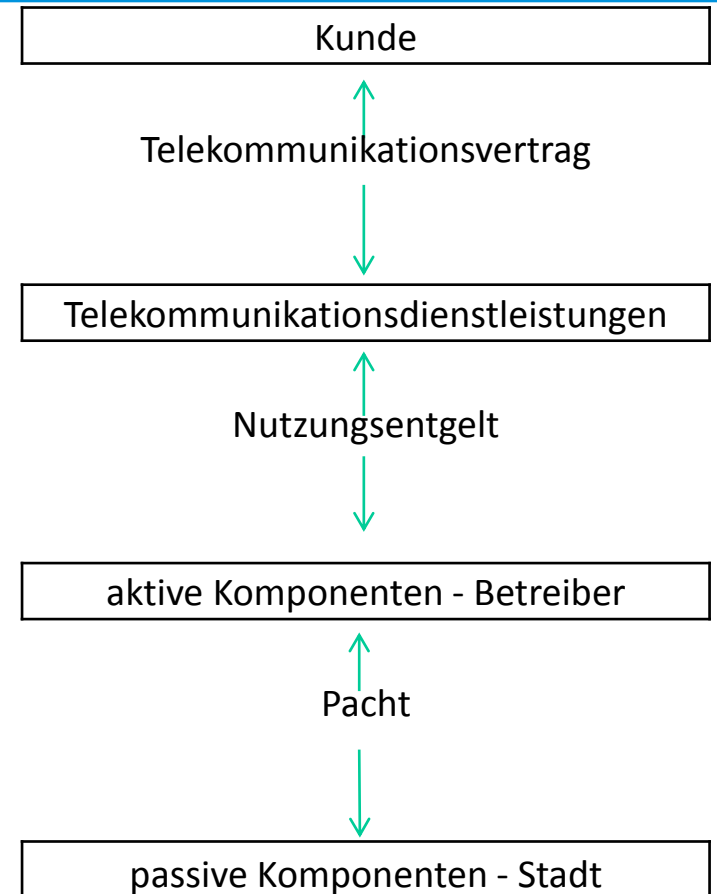 Kunde
Telekommunikationsvertrag
Telekommunikationsdienstleistungen
Nutzungsentgelt
aktive Komponenten - Betreiber
Pacht
passive Komponenten - Stadt